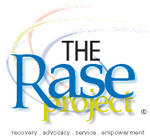 THE
Rase
project ©
recovery . advocacy . service . empowerment